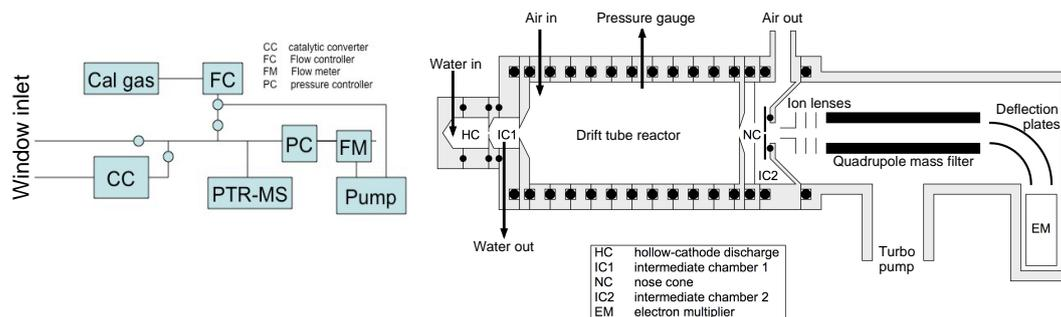 CC catalytic converter
FC Flow controller
FM Flow meter
PC pressure controller
Cal gas
FC
Window inlet
PC
FM
CC
PTR-MS
Pump
Air in
Pressure gauge
Air out
Water in
Ion lenses
Deflection
plates
HC
IC1
Drift tube reactor
NC
Quadrupole mass filter
IC2
EM
Water out
Turbo
pump
HC hollow-cathode discharge
IC1 intermediate chamber 1
NC nose cone
IC2 intermediate chamber 2
EM electron multiplier